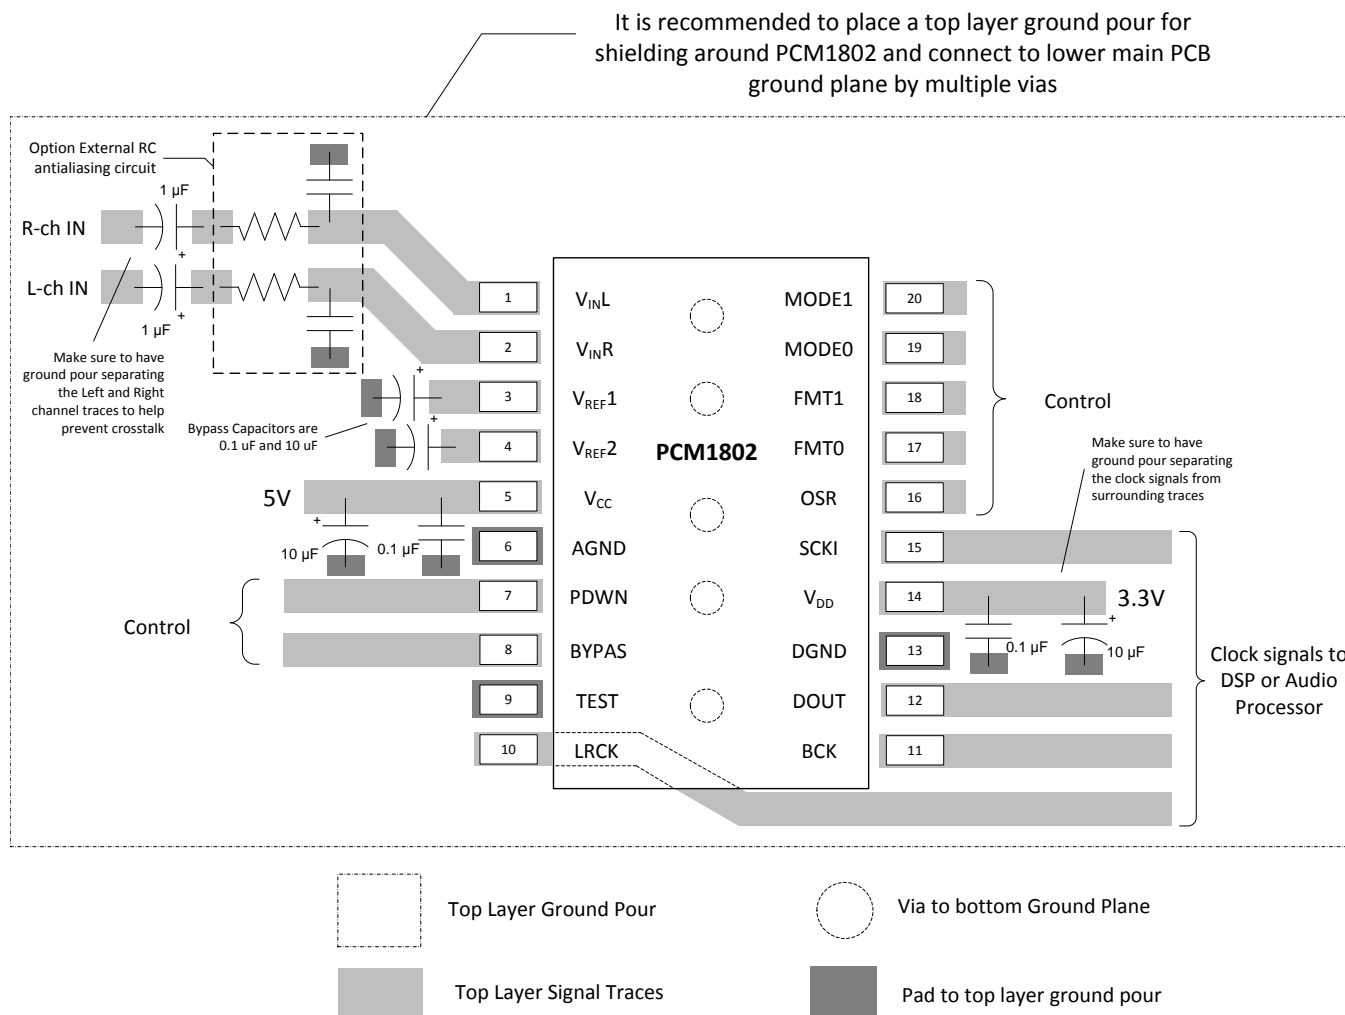 It is recommended to place a top layer ground pour for
shielding around PCM1802 and connect to lower main PCB
ground plane by multiple vias
Option External RC
antialiasing circuit
1 µF
R-ch IN
+
L-ch IN
+
1 µF
Make sure to have
ground pour separating
the Left and Right
channel traces to help
prevent crosstalk
+
+
Bypass Capacitors are
0.1 uF and 10 uF
5V
+
10 µF
0.1 µF
Control
1
2
3
4
5
6
7
8
9
10
VINL
VINR
VREF1
VREF2
VCC
AGND
PDWN
BYPAS
TEST
LRCK
PCM1802
MODE1
MODE0
FMT1
FMT0
OSR
SCKI
VDD
DGND
DOUT
BCK
20
19
18
17
16
15
14
13
12
11
Control
Make sure to have
ground pour separating
the clock signals from
surrounding traces
3.3V
+
0.1 µF
10 µF
Clock signals to
DSP or Audio
Processor
Top Layer Ground Pour
Via to bottom Ground Plane
Top Layer Signal Traces
Pad to top layer ground pour